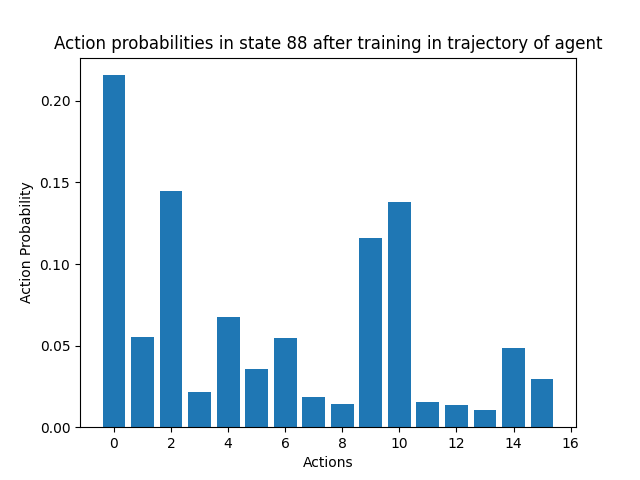 Action probabilities in state 88 after training in trajectory of agent
0.20
0.15
0.10
0.05
0.00
Action Probability
0 2 4 6 8 10 12 14 16
Actions